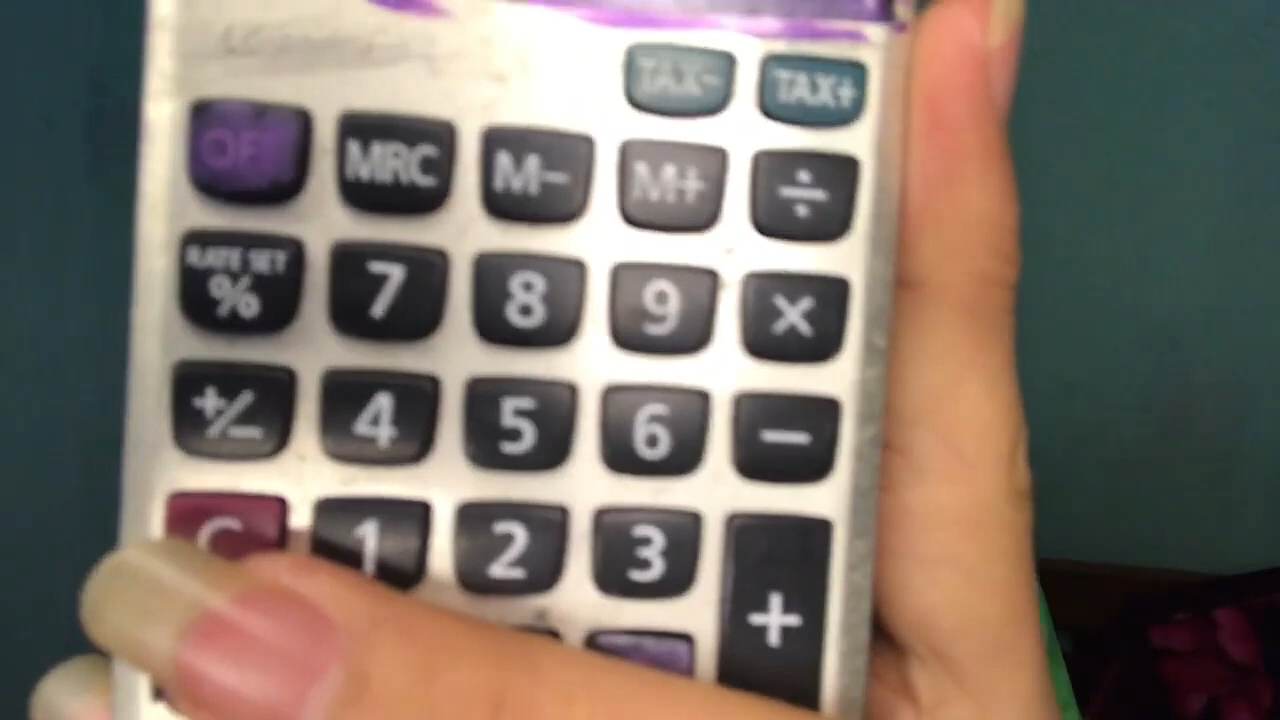 TAX- TAX+
OFF MRC M- M+ ÷
RATE SET
% 7 8 9 ×
+/- 4 5 6 −
C 1 2 3
+